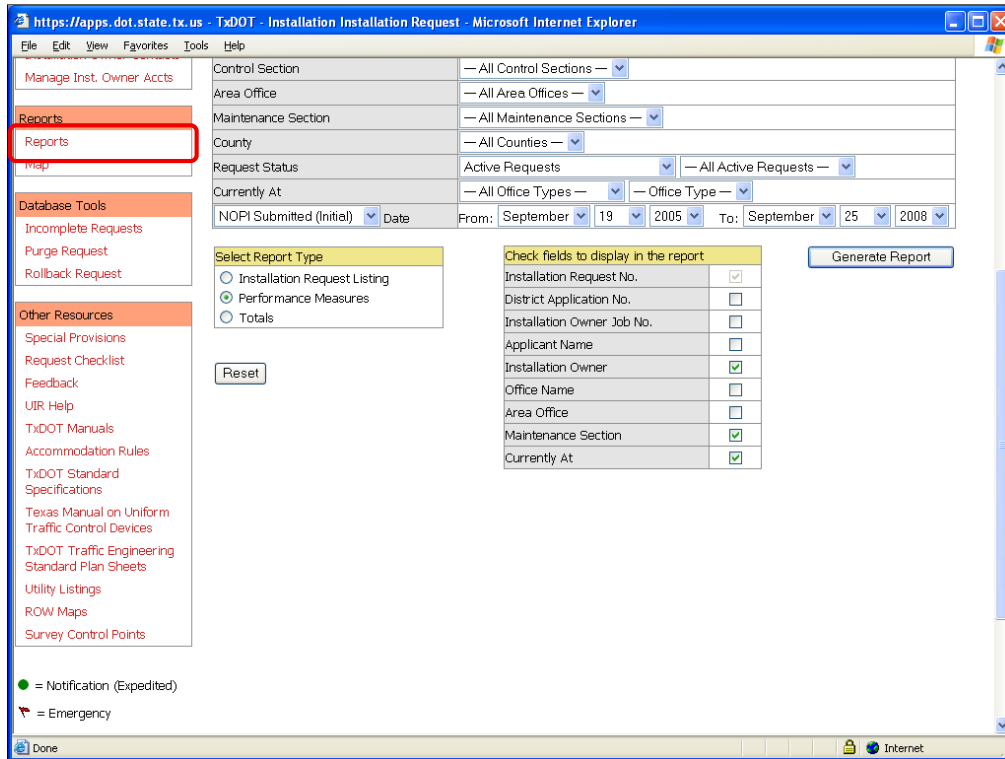 https://apps.dot.state.tx.us - TxDOT - Installation Installation Request - Microsoft Internet Explorer
File Edit View Favorites Tools Help
Manage Inst. Owner Accts
Reports
Reports
Map
Database Tools
Incomplete Requests
Purge Request
Rollback Request
Other Resources
Special Provisions
Request Checklist
Feedback
UIR Help
TxDOT Manuals
Accommodation Rules
TxDOT Standard
Specifications
Texas Manual on Uniform
Traffic Control Devices
TxDOT Traffic Engineering
Standard Plan Sheets
Utility Listings
ROW Maps
Survey Control Points
= Notification (Expedited)
= Emergency
Control Section — All Control Sections —
Area Office — All Area Offices —
Maintenance Section — All Maintenance Sections —
County — All Counties —
Request Status Active Requests — All Active Requests —
Currently At — All Office Types — — Office Type —
NOPI Submitted (Initial) Date From: September 19 2005 To: September 25 2008
Select Report Type
Installation Request Listing
Performance Measures
Totals
Reset
Check fields to display in the report
Installation Request No.
District Application No.
Installation Owner Job No.
Applicant Name
Installation Owner
Office Name
Area Office
Maintenance Section
Currently At
Generate Report
Done
Internet